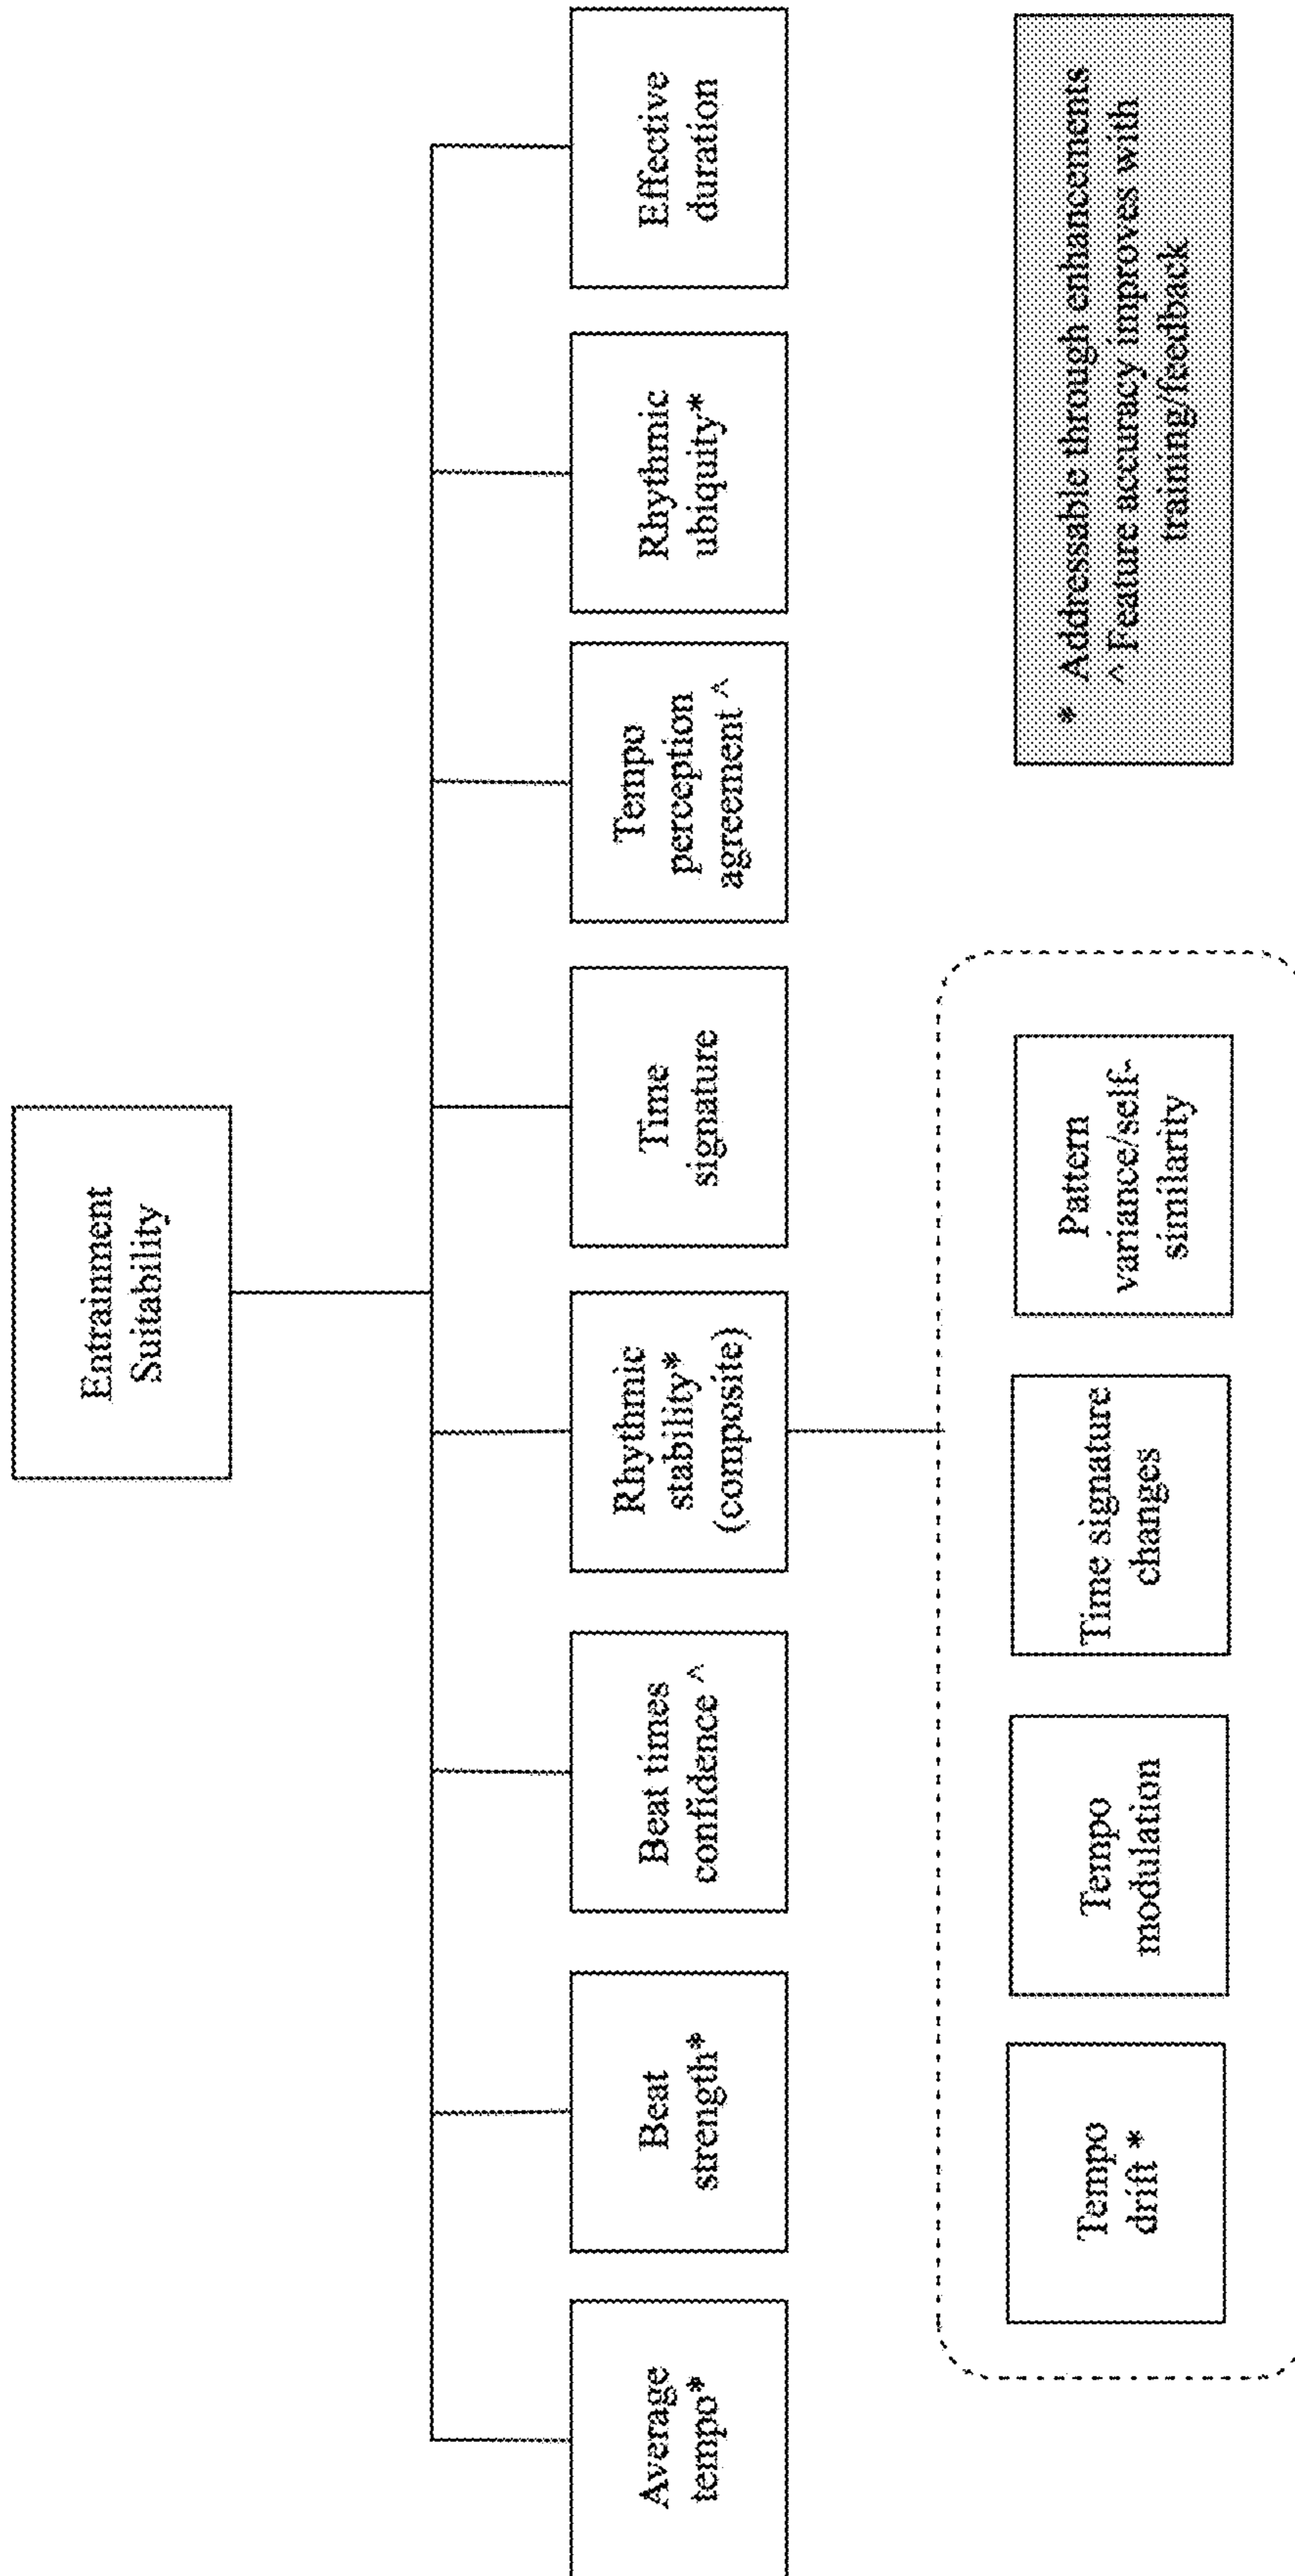 Entrainment
Suitability
Average
tempo*
Beat
strength*
Beat times
confidence ^
Rhythmic
stability*
(composite)
Time
signature
Tempo
perception
agreement ^
Rhythmic
ubiquity*
Effective
duration
Tempo
drift *
Tempo
modulation
Time signature
changes
Pattern
variance/self-
similarity
* Addressable through enhancements
^ Feature accuracy improves with
training/feedback